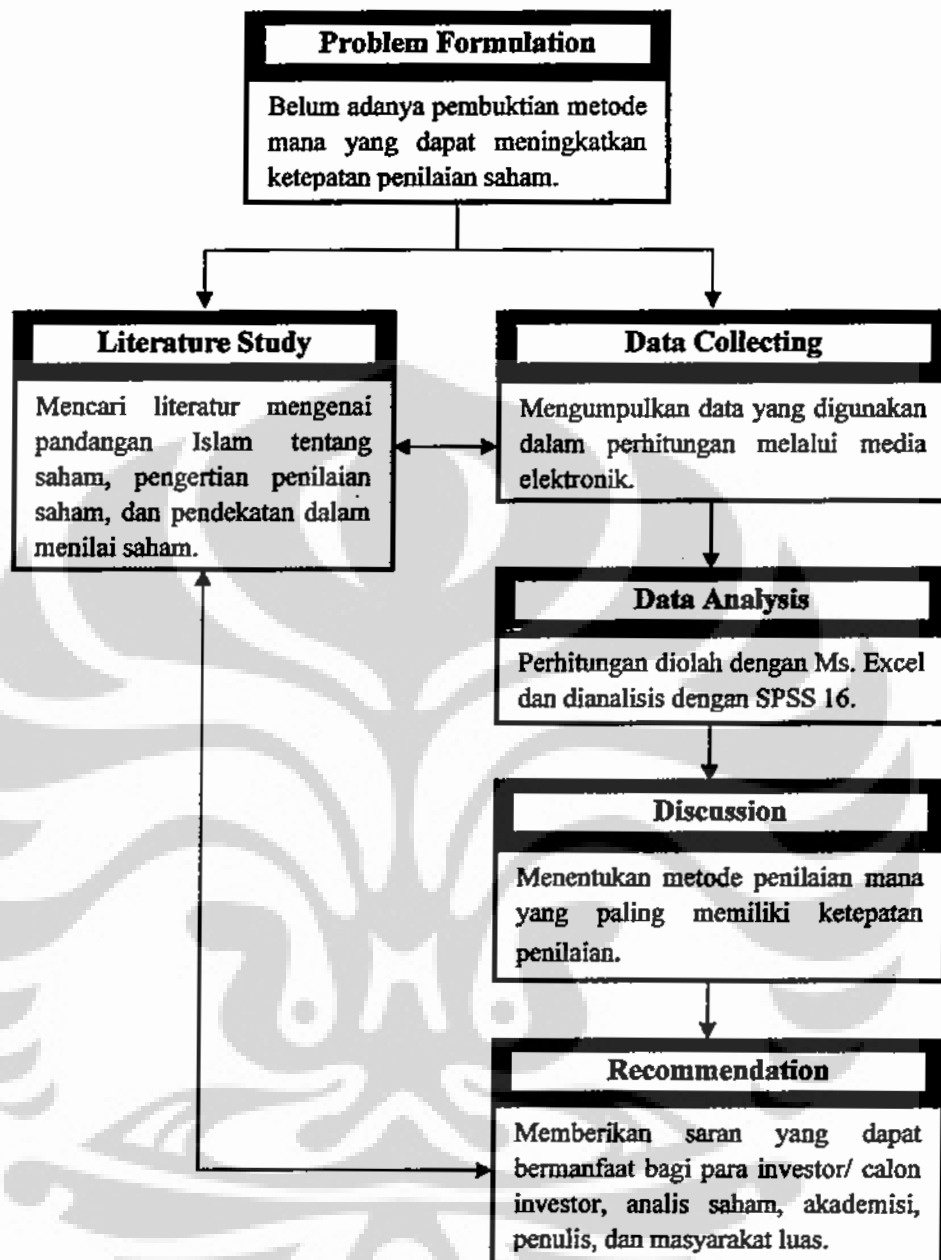 Problem Formulation
Belum adanya pembuktian metode
mana yang dapat meningkatkan
ketepatan penilaian saham.
Literature Study
Mencari literatur mengenai
pandangan Islam tentang
saham, pengertian penilaian
saham, dan pendekatan dalam
menilai saham.
Data Collecting
Mengumpulkan data yang digunakan
dalam perhitungan melalui media
elektronik.
Data Analysis
Perhitungan diolah dengan Ms. Excel
dan dianalisis dengan SPSS 16.
Discussion
Menentukan metode penilaian mana
yang paling memiliki ketepatan
penilaian.
Recommendation
Memberikan saran yang dapat
bermanfaat bagi para investor/ calon
investor, analis saham, akademisi,
penulis, dan masyarakat luas.